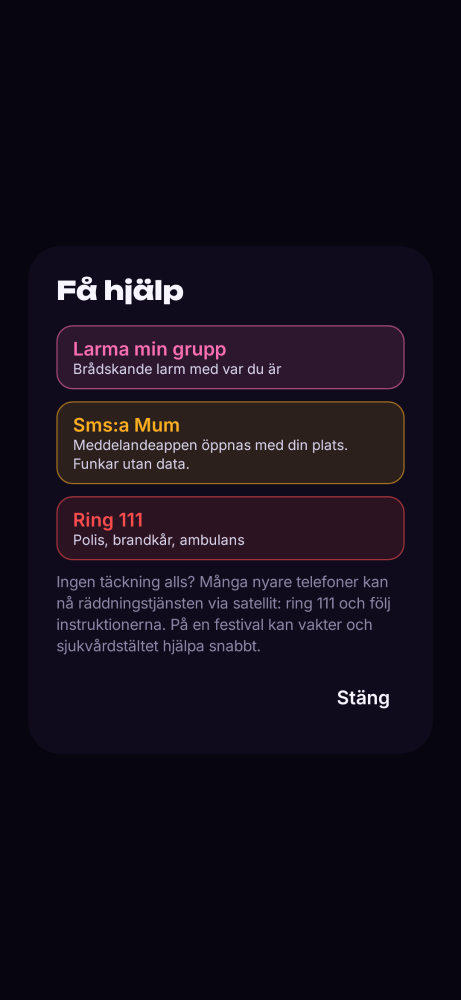 Få hjälp
Larma min grupp
Brådskande larm med var du är
Sms:a Mum
Meddelandeappen öppnas med din plats.
Funkar utan data.
Ring 111
Polis, brandkår, ambulans
Ingen täckning alls? Många nyare telefoner kan
nå räddningstjänsten via satellit: ring 111 och följ
instruktionerna. På en festival kan vakter och
sjukvårdstältet hjälpa snabbt.
Stäng